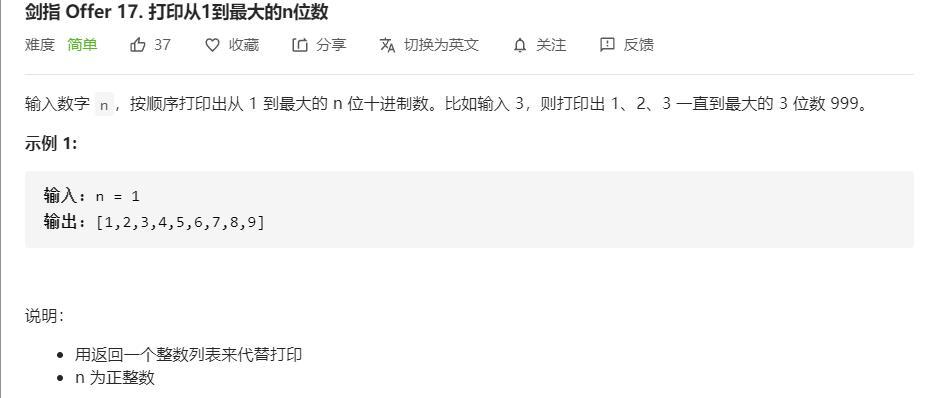 剑指 Offer 17. 打印从1到最大的n位数
难度 简单 37 收藏 分享 切换为英文 关注 反馈
输入数字 n，按顺序打印出从 1 到最大的 n 位十进制数。比如输入 3，则打印出 1、2、3 一直到最大的 3 位数 999。
示例 1:
输入：n = 1
输出：[1,2,3,4,5,6,7,8,9]
说明：
• 用返回一个整数列表来代替打印
• n 为正整数